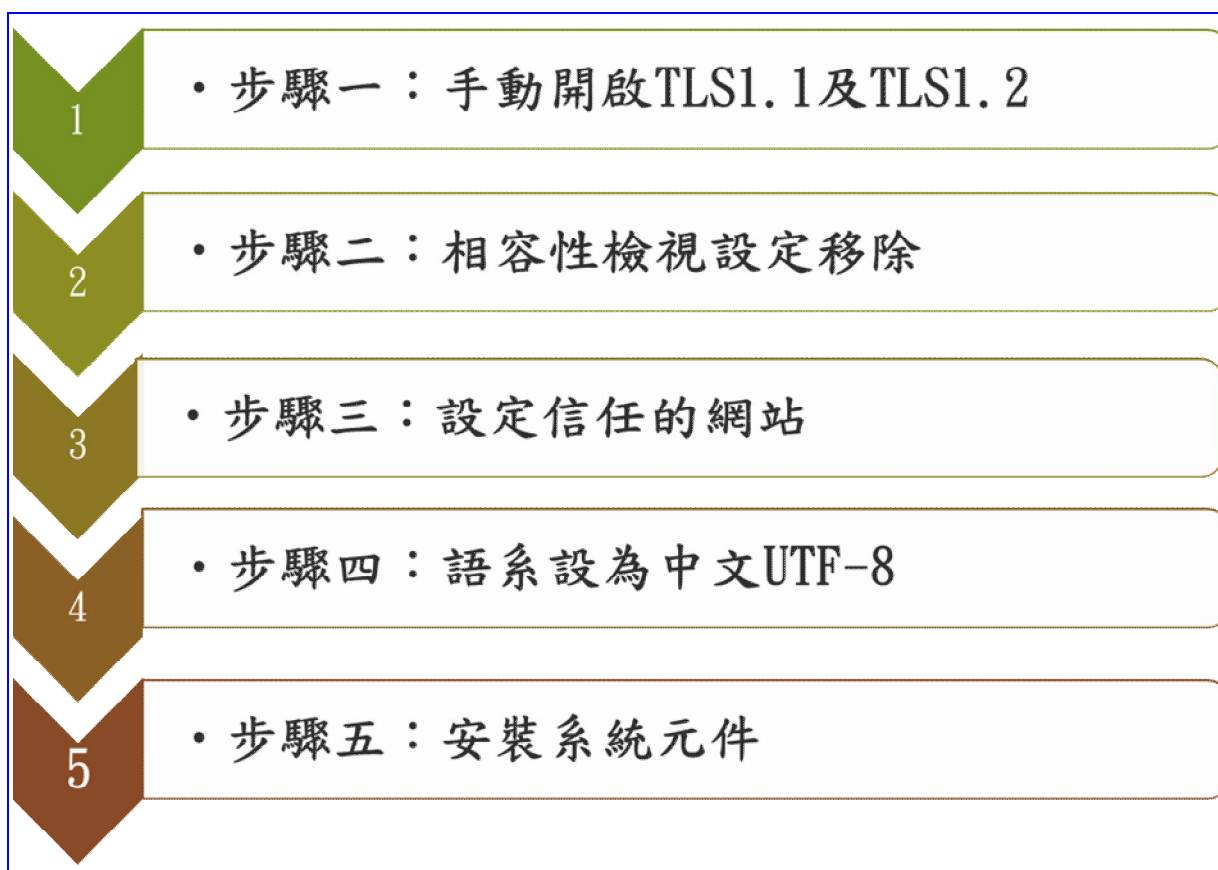 1
• 步驟一：手動開啟TLS1.1及TLS1.2
2
• 步驟二：相容性檢視設定移除
3
• 步驟三：設定信任的網站
4
• 步驟四：語系設為中文UTF-8
5
• 步驟五：安裝系統元件